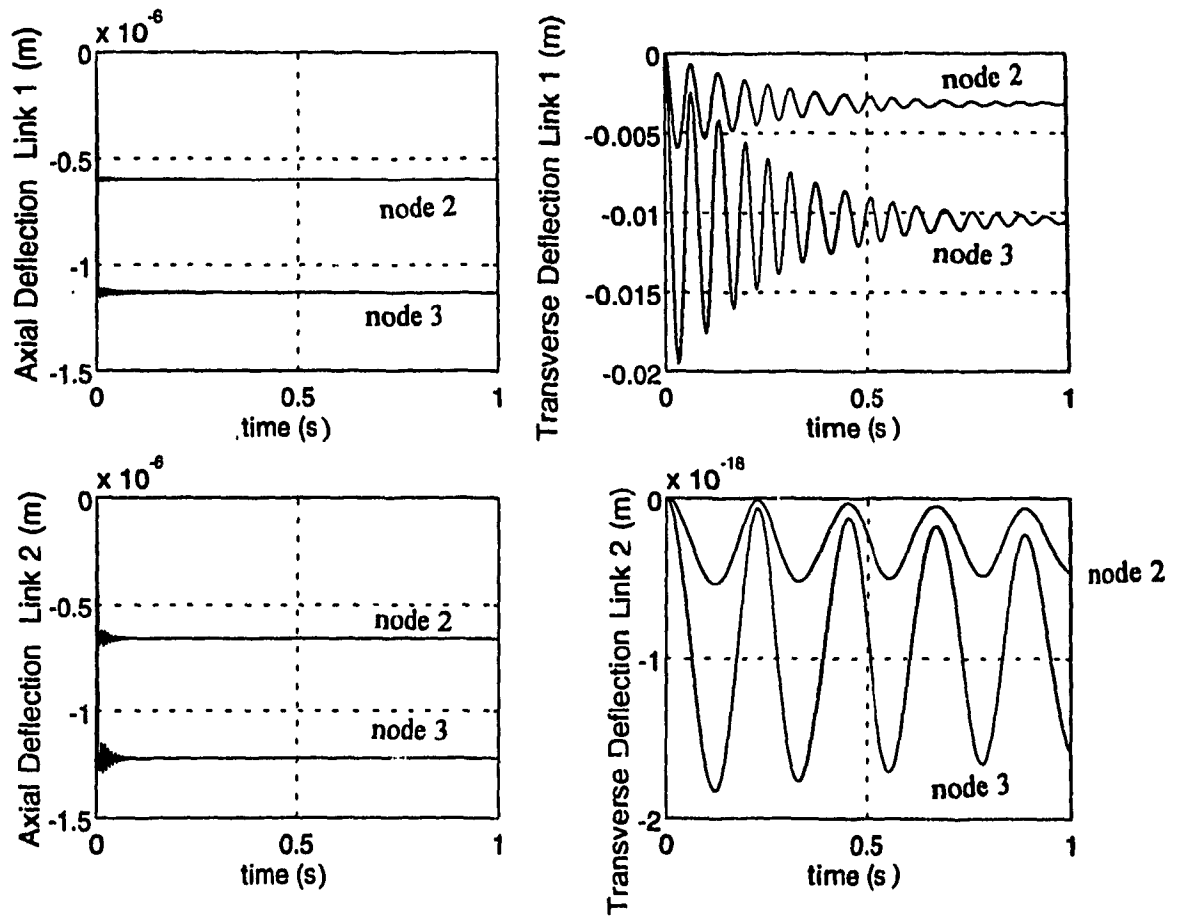 x 10⁻⁶
Axial Deflection Link 1 (m)
0
-0.5
-1
-1.5
node 2
node 3
0 0.5 1
time (s)
Transverse Deflection Link 1 (m)
0
-0.005
-0.01
-0.015
-0.02
node 2
node 3
0 0.5 1
time (s)
x 10⁻⁶
Axial Deflection Link 2 (m)
0
-0.5
-1
-1.5
node 2
node 3
0 0.5 1
time (s)
Transverse Deflection Link 2 (m)
0
-1
-2
node 2
node 3
0 0.5 1
time (s)